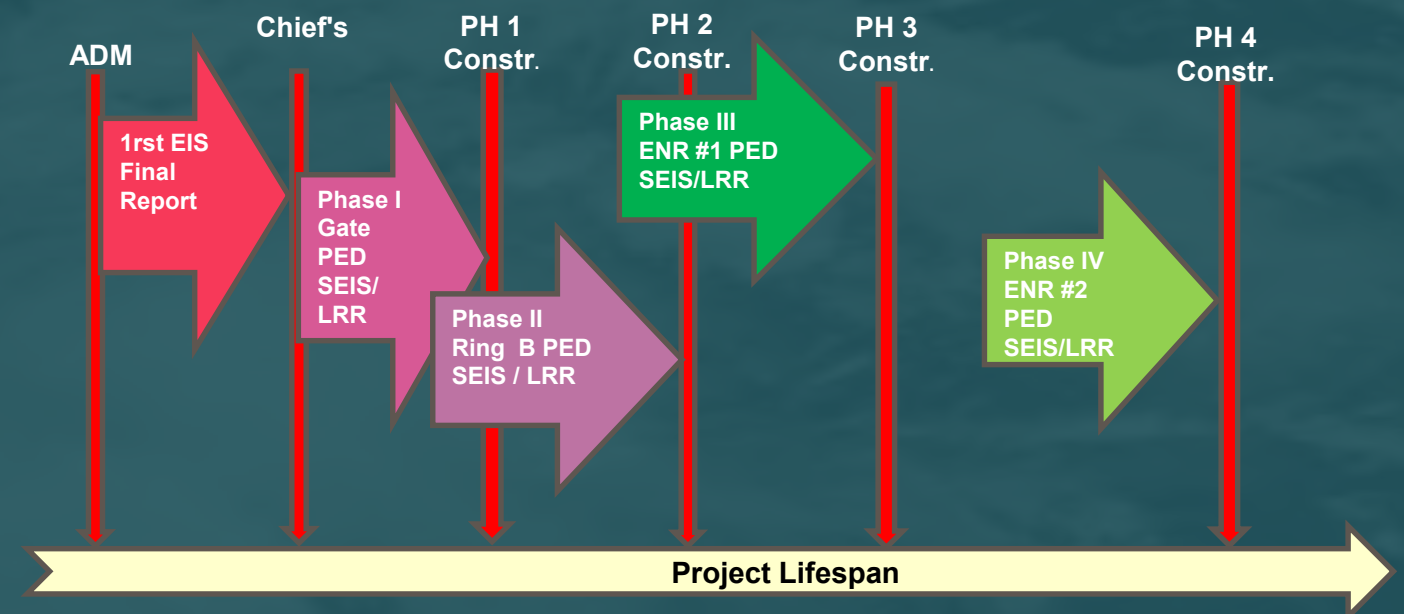 ADM
Chief's
PH 1
Constr.
PH 2
Constr.
PH 3
Constr.
PH 4
Constr.
1rst EIS
Final
Report
Phase I
Gate
PED
SEIS/
LRR
Phase II
Ring B PED
SEIS / LRR
Phase III
ENR #1 PED
SEIS/LRR
Phase IV
ENR #2
PED
SEIS/LRR
Project Lifespan